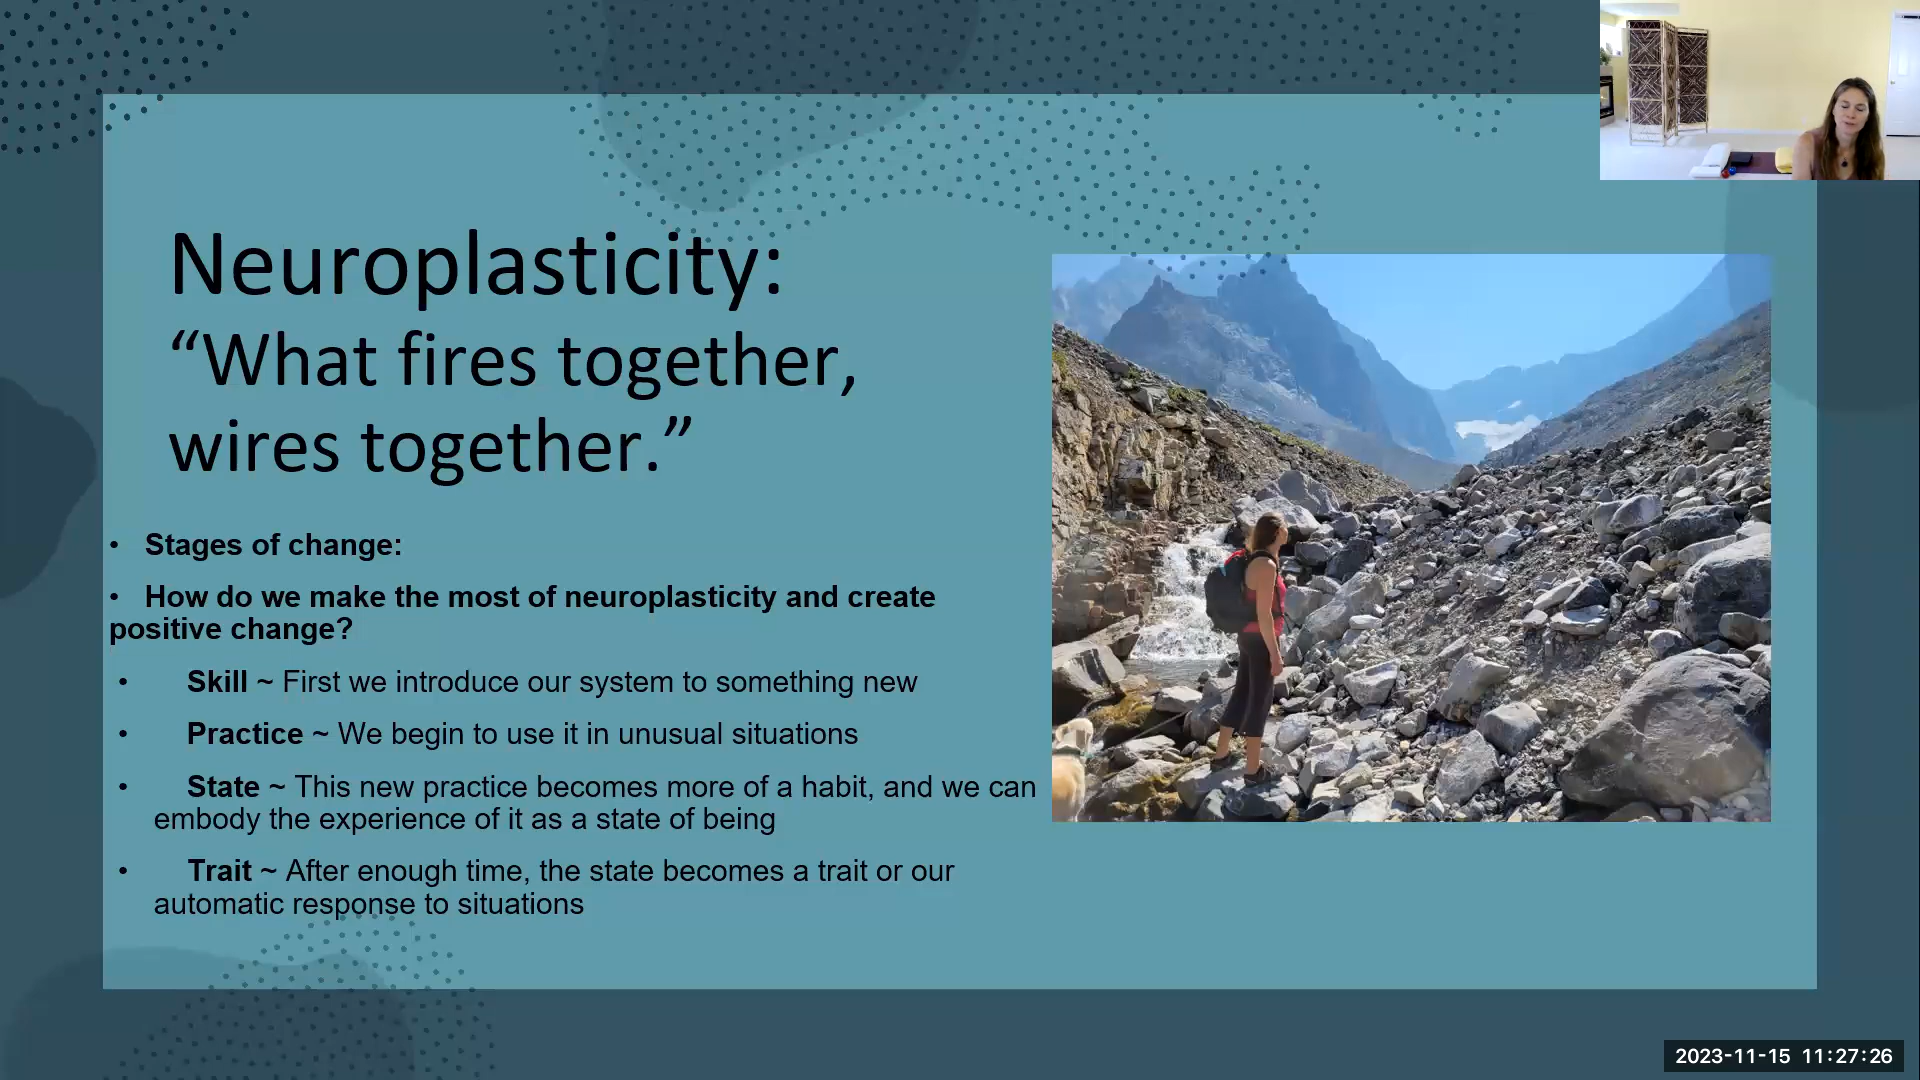 Neuroplasticity:
“What fires together,
wires together.”
• Stages of change:
• How do we make the most of neuroplasticity and create
positive change?
• Skill ~ First we introduce our system to something new
• Practice ~ We begin to use it in unusual situations
• State ~ This new practice becomes more of a habit, and we can
embody the experience of it as a state of being
• Trait ~ After enough time, the state becomes a trait or our
automatic response to situations
2023-11-15 11:27:26